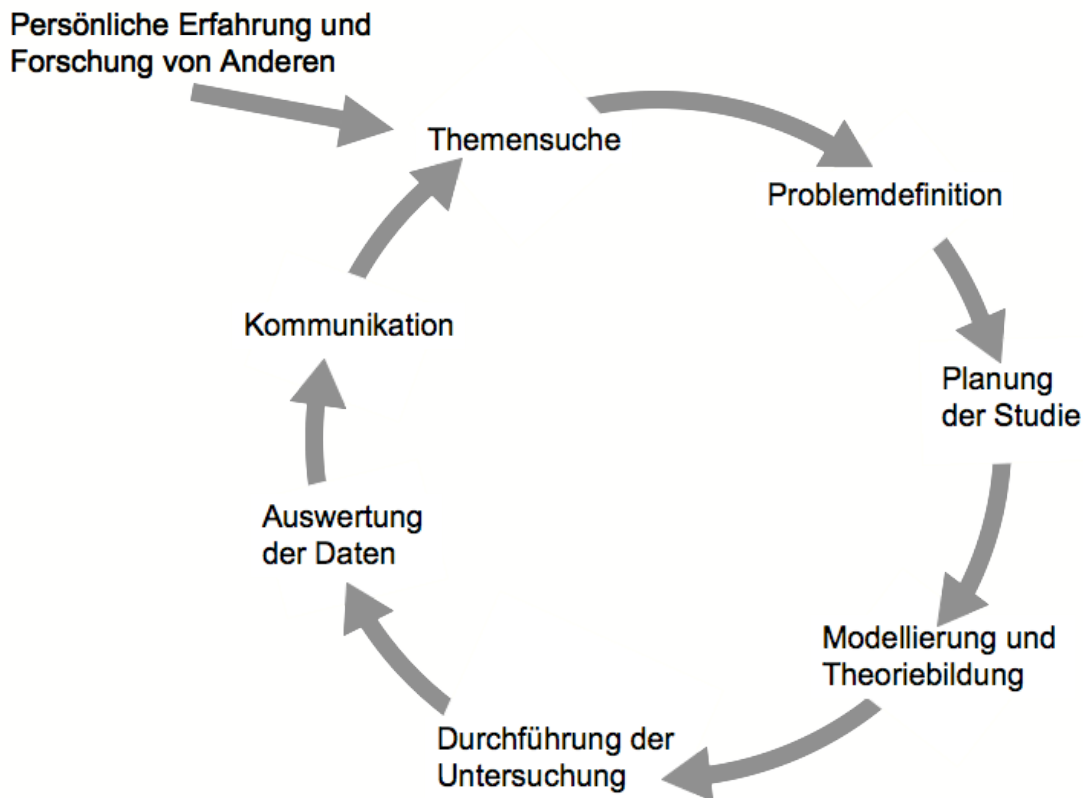 Persönliche Erfahrung und
Forschung von Anderen
Themensuche
Problemdefinition
Planung
der Studie
Modellierung und
Theoriebildung
Durchführung der
Untersuchung
Auswertung
der Daten
Kommunikation